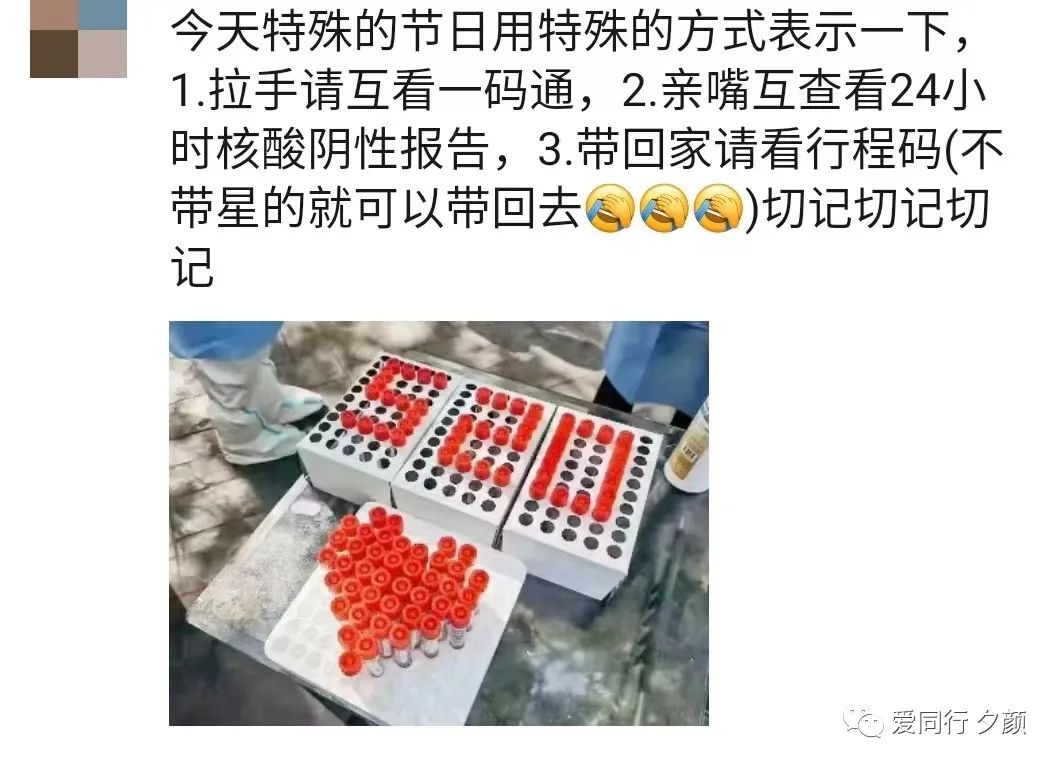 今天特殊的节日用特殊的方式表示一下，
1.拉手请互看一码通，2.亲嘴互查看24小
时核酸阴性报告，3.带回家请看行程码(不
带星的就可以带回去🤦🤦🤦)切记切记切
记
520
爱同行 夕颜